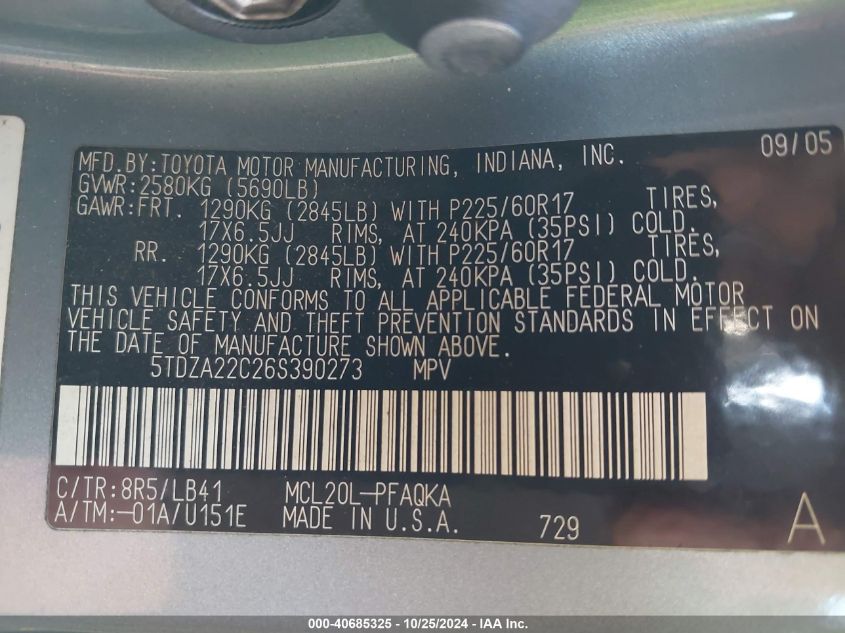 MFD.BY:TOYOTA MOTOR MANUFACTURING, INDIANA, INC. 09/05
GVWR:2580KG (5690LB)
GAWR:FRT. 1290KG (2845LB) WITH P225/60R17 TIRES,
17X6.5JJ RIMS, AT 240KPA (35PSI) COLD.
RR. 1290KG (2845LB) WITH P225/60R17 TIRES,
17X6.5JJ RIMS, AT 240KPA (35PSI) COLD.
THIS VEHICLE CONFORMS TO ALL APPLICABLE FEDERAL MOTOR
VEHICLE SAFETY AND THEFT PREVENTION STANDARDS IN EFFECT ON
THE DATE OF MANUFACTURE SHOWN ABOVE.
5TDZA22C26S390273 MPV
C/TR:8R5/LB41 MCL20L-PFAQKA
A/TM:-01A/U151E MADE IN U.S.A. 729 A
000-40685325 - 10/25/2024 - IAA Inc.